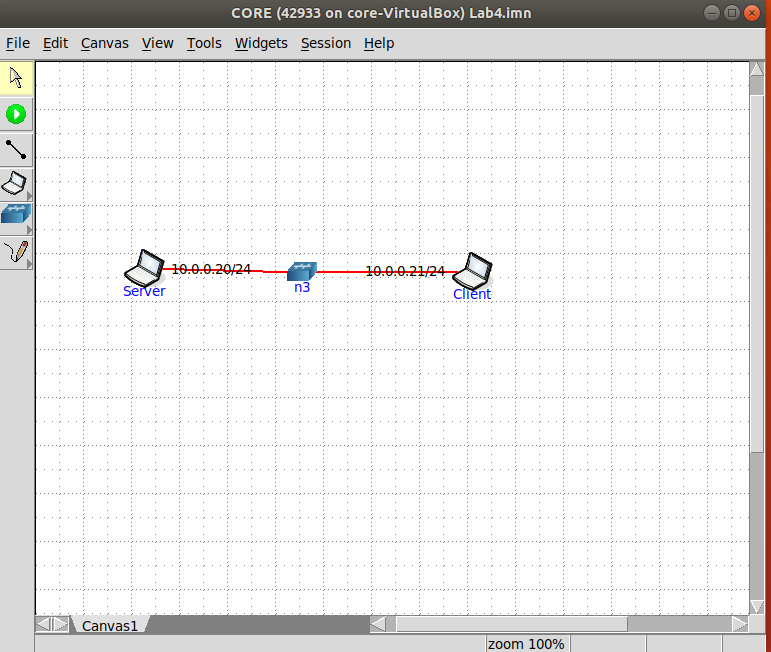 CORE (42933 on core-VirtualBox) Lab4.imn
File Edit Canvas View Tools Widgets Session Help
10.0.0.20/24
10.0.0.21/24
Server
n3
Client
Canvas1
zoom 100%